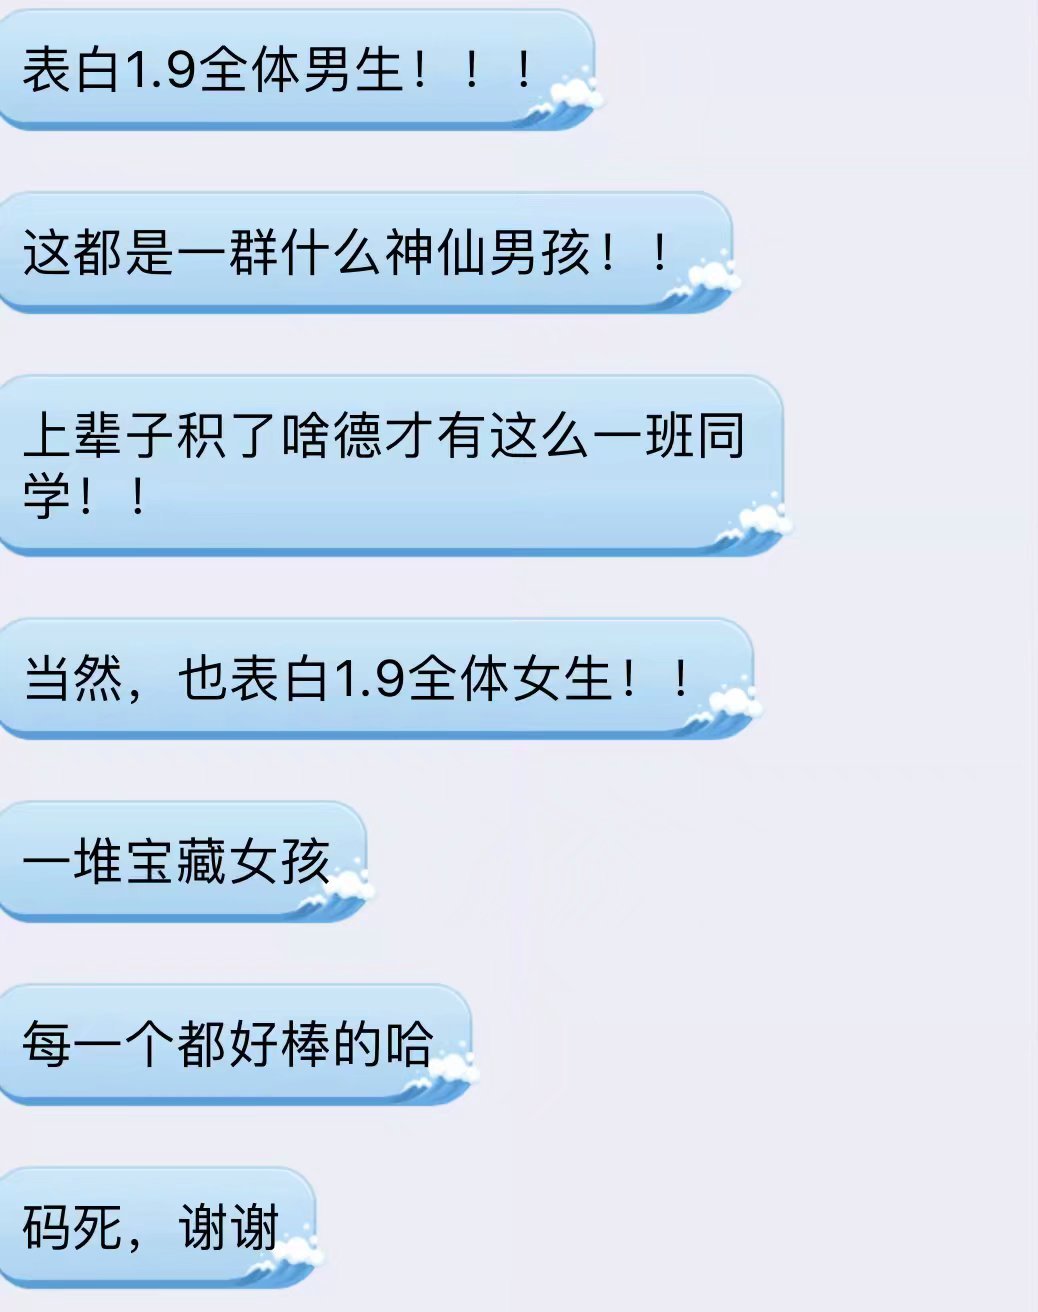 表白1.9全体男生！！！
这都是一群什么神仙男孩！！
上辈子积了啥德才有这么一班同
学！！
当然，也表白1.9全体女生！！
一堆宝藏女孩
每一个都好棒的哈
码死，谢谢